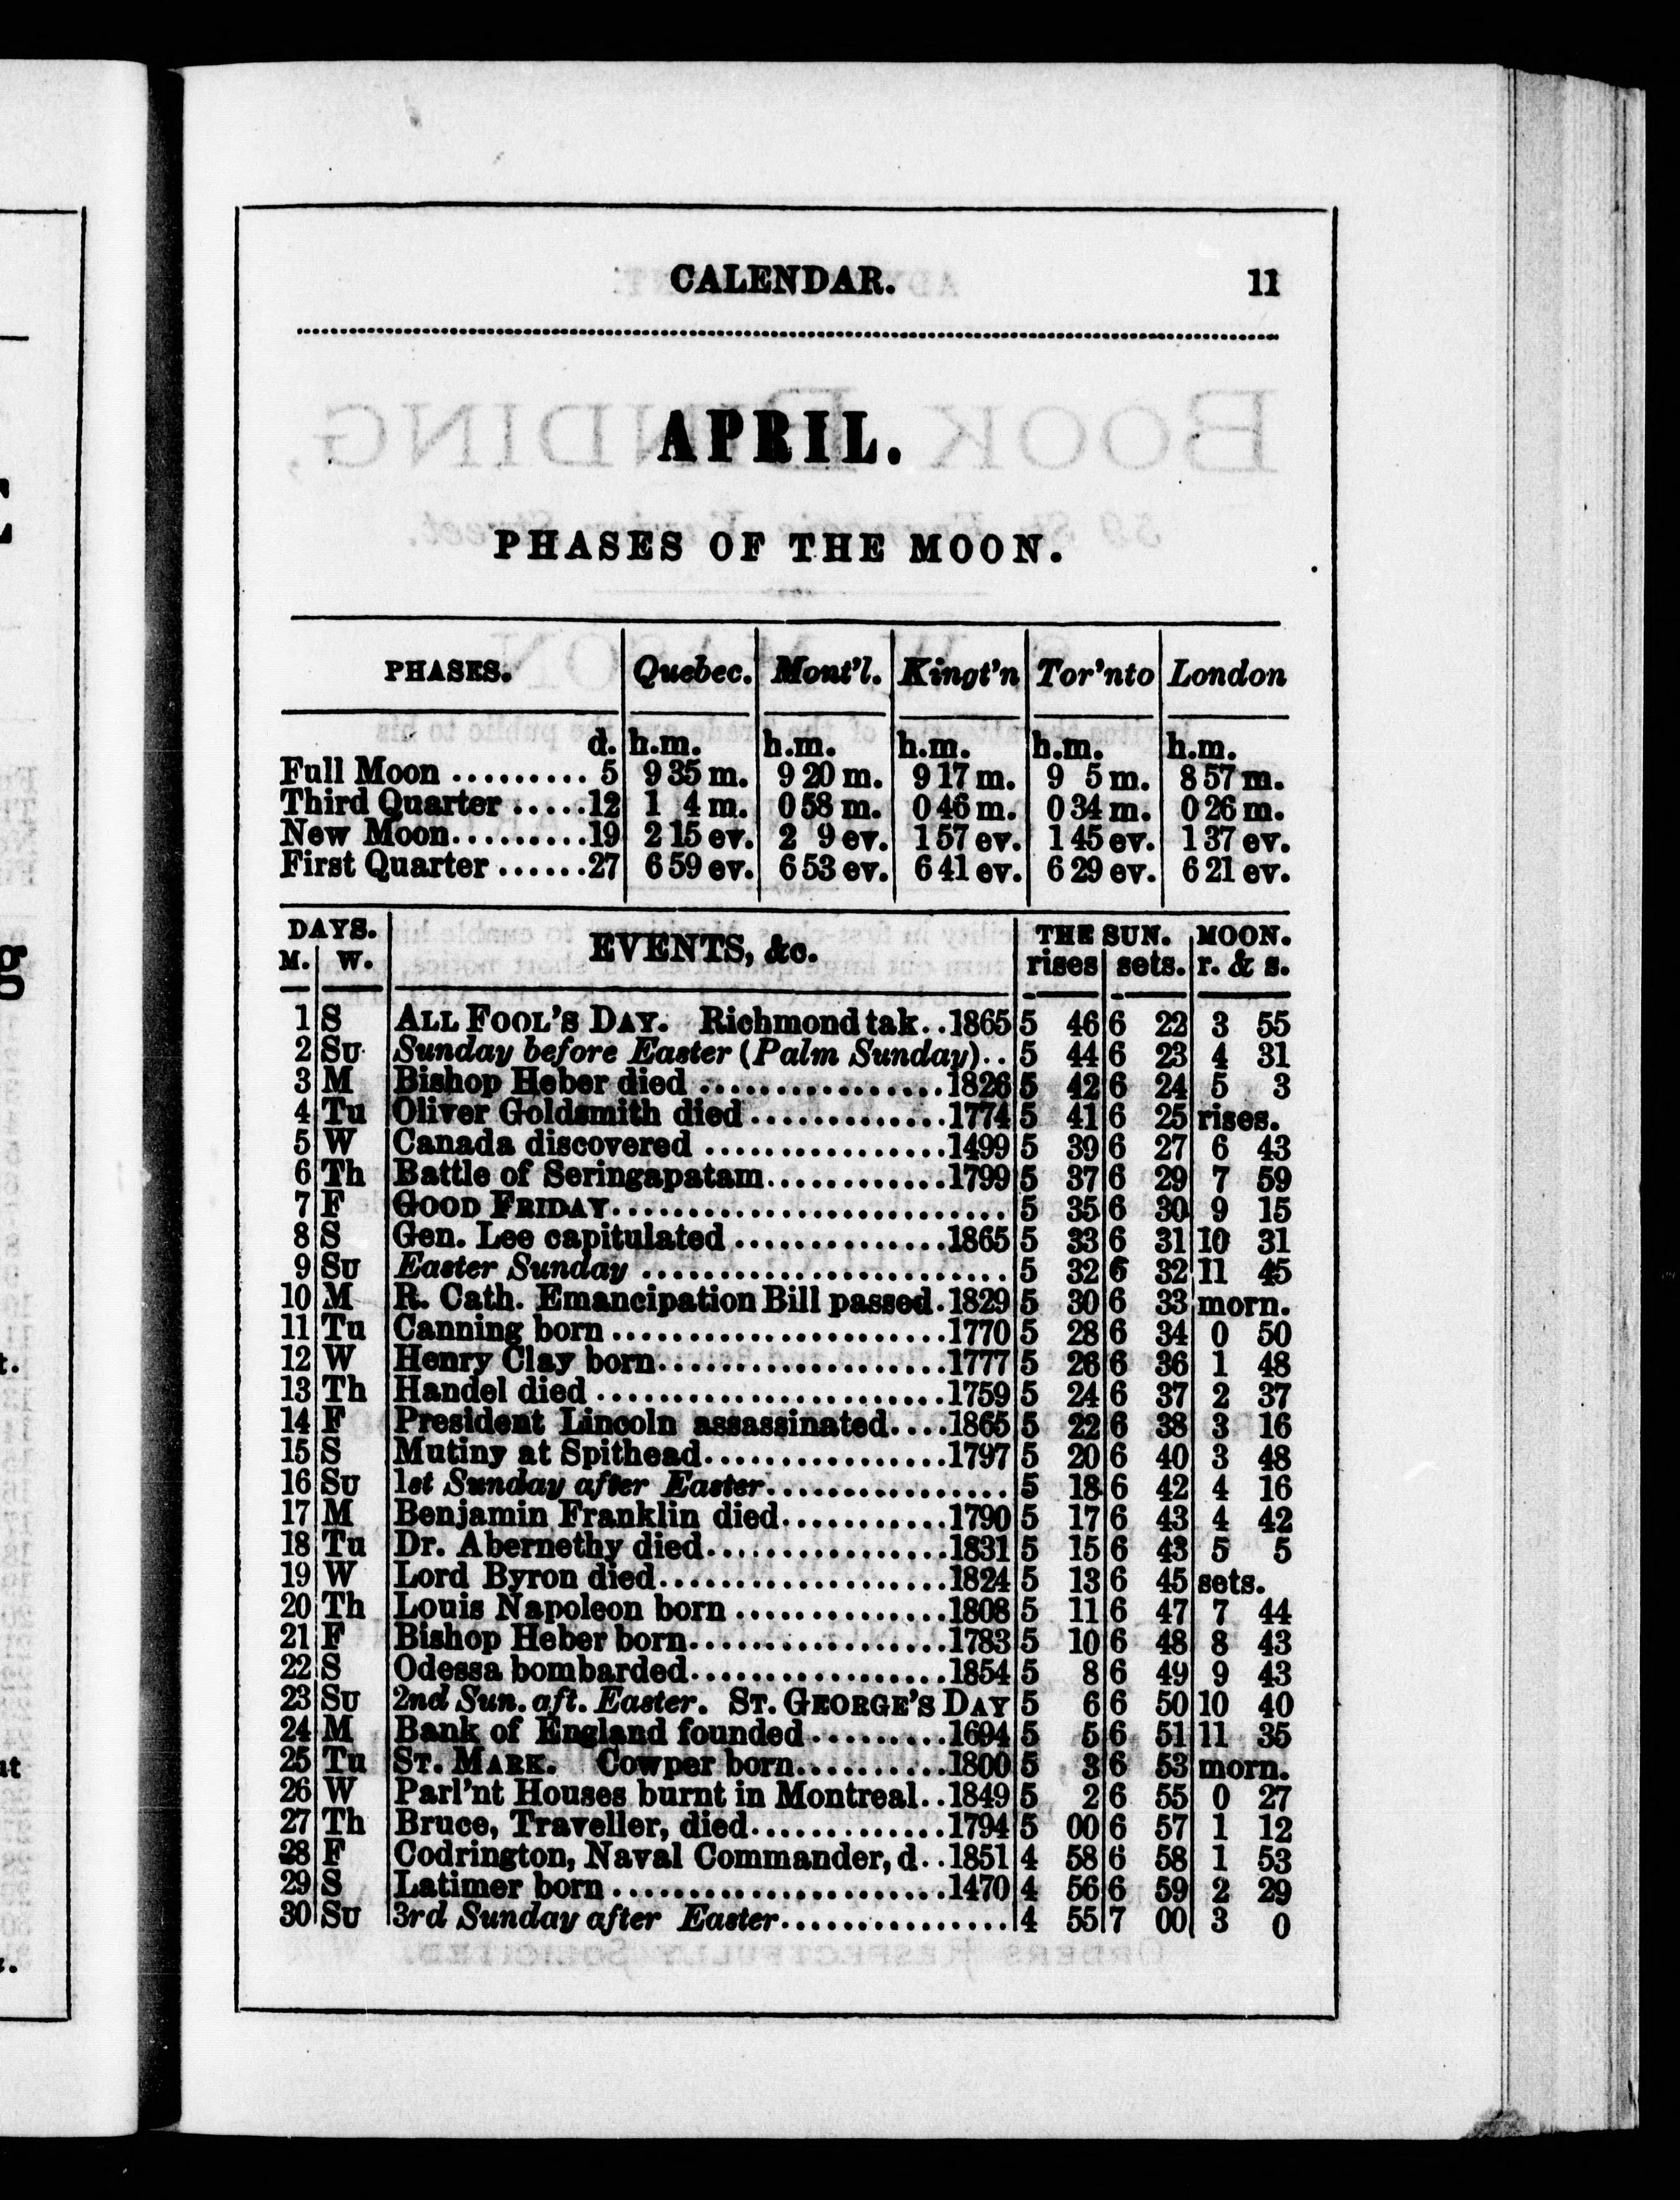 CALENDAR. 11
APRIL.
PHASES OF THE MOON.
PHASES. Quebec. Mont'l. Kingt'n Tor'nto London
d. h.m. h.m. h.m. h.m. h.m.
Full Moon ......... 5 9 35 m. 9 20 m. 9 17 m. 9 5 m. 8 57 m.
Third Quarter ......12 1 4 m. 0 58 m. 0 46 m. 0 34 m. 0 26 m.
New Moon..........19 2 15 ev. 2 9 ev. 1 57 ev. 1 45 ev. 1 37 ev.
First Quarter ......27 6 59 ev. 6 53 ev. 6 41 ev. 6 29 ev. 6 21 ev.
DAYS. EVENTS, &c. THE SUN. MOON.
M. W. rises sets. r. & s.
1 S ALL FOOL'S DAY. Richmond tak..1865 5 46 6 22 3 55
2 SU Sunday before Easter (Palm Sunday).. 5 44 6 23 4 31
3 M Bishop Heber died ................1826 5 42 6 24 5 3
4 Tu Oliver Goldsmith died.............1774 5 41 6 25 rises.
5 W Canada discovered ................1499 5 39 6 27 6 43
6 Th Battle of Seringapatam............1799 5 37 6 29 7 59
7 F GOOD FRIDAY.......................... 5 35 6 30 9 15
8 S Gen. Lee capitulated ..............1865 5 33 6 31 10 31
9 SU Easter Sunday ........................ 5 32 6 32 11 45
10 M R. Cath. Emancipation Bill passed.1829 5 30 6 33 morn.
11 Tu Canning born ......................1770 5 28 6 34 0 50
12 W Henry Clay born...................1777 5 26 6 36 1 48
13 Th Handel died .......................1759 5 24 6 37 2 37
14 F President Lincoln assassinated....1865 5 22 6 38 3 16
15 S Mutiny at Spithead................1797 5 20 6 40 3 48
16 SU 1st Sunday after Easter................ 5 18 6 42 4 16
17 M Benjamin Franklin died...........1790 5 17 6 43 4 42
18 Tu Dr. Abernethy died................1831 5 15 6 43 5 5
19 W Lord Byron died...................1824 5 13 6 45 sets.
20 Th Louis Napoleon born ..............1808 5 11 6 47 7 44
21 F Bishop Heber born.................1783 5 10 6 48 8 43
22 S Odessa bombarded.................1854 5 8 6 49 9 43
23 SU 2nd Sun. aft. Easter. ST. GEORGE'S DAY 5 6 6 50 10 40
24 M Bank of England founded.........1694 5 5 6 51 11 35
25 Tu ST. MARK. Cowper born..........1800 5 3 6 53 morn.
26 W Parl'nt Houses burnt in Montreal..1849 5 2 6 55 0 27
27 Th Bruce, Traveller, died.............1794 5 00 6 57 1 12
28 F Codrington, Naval Commander, d..1851 4 58 6 58 1 53
29 S Latimer born ......................1470 4 56 6 59 2 29
30 SU 3rd Sunday after Easter............... 4 55 7 00 3 0